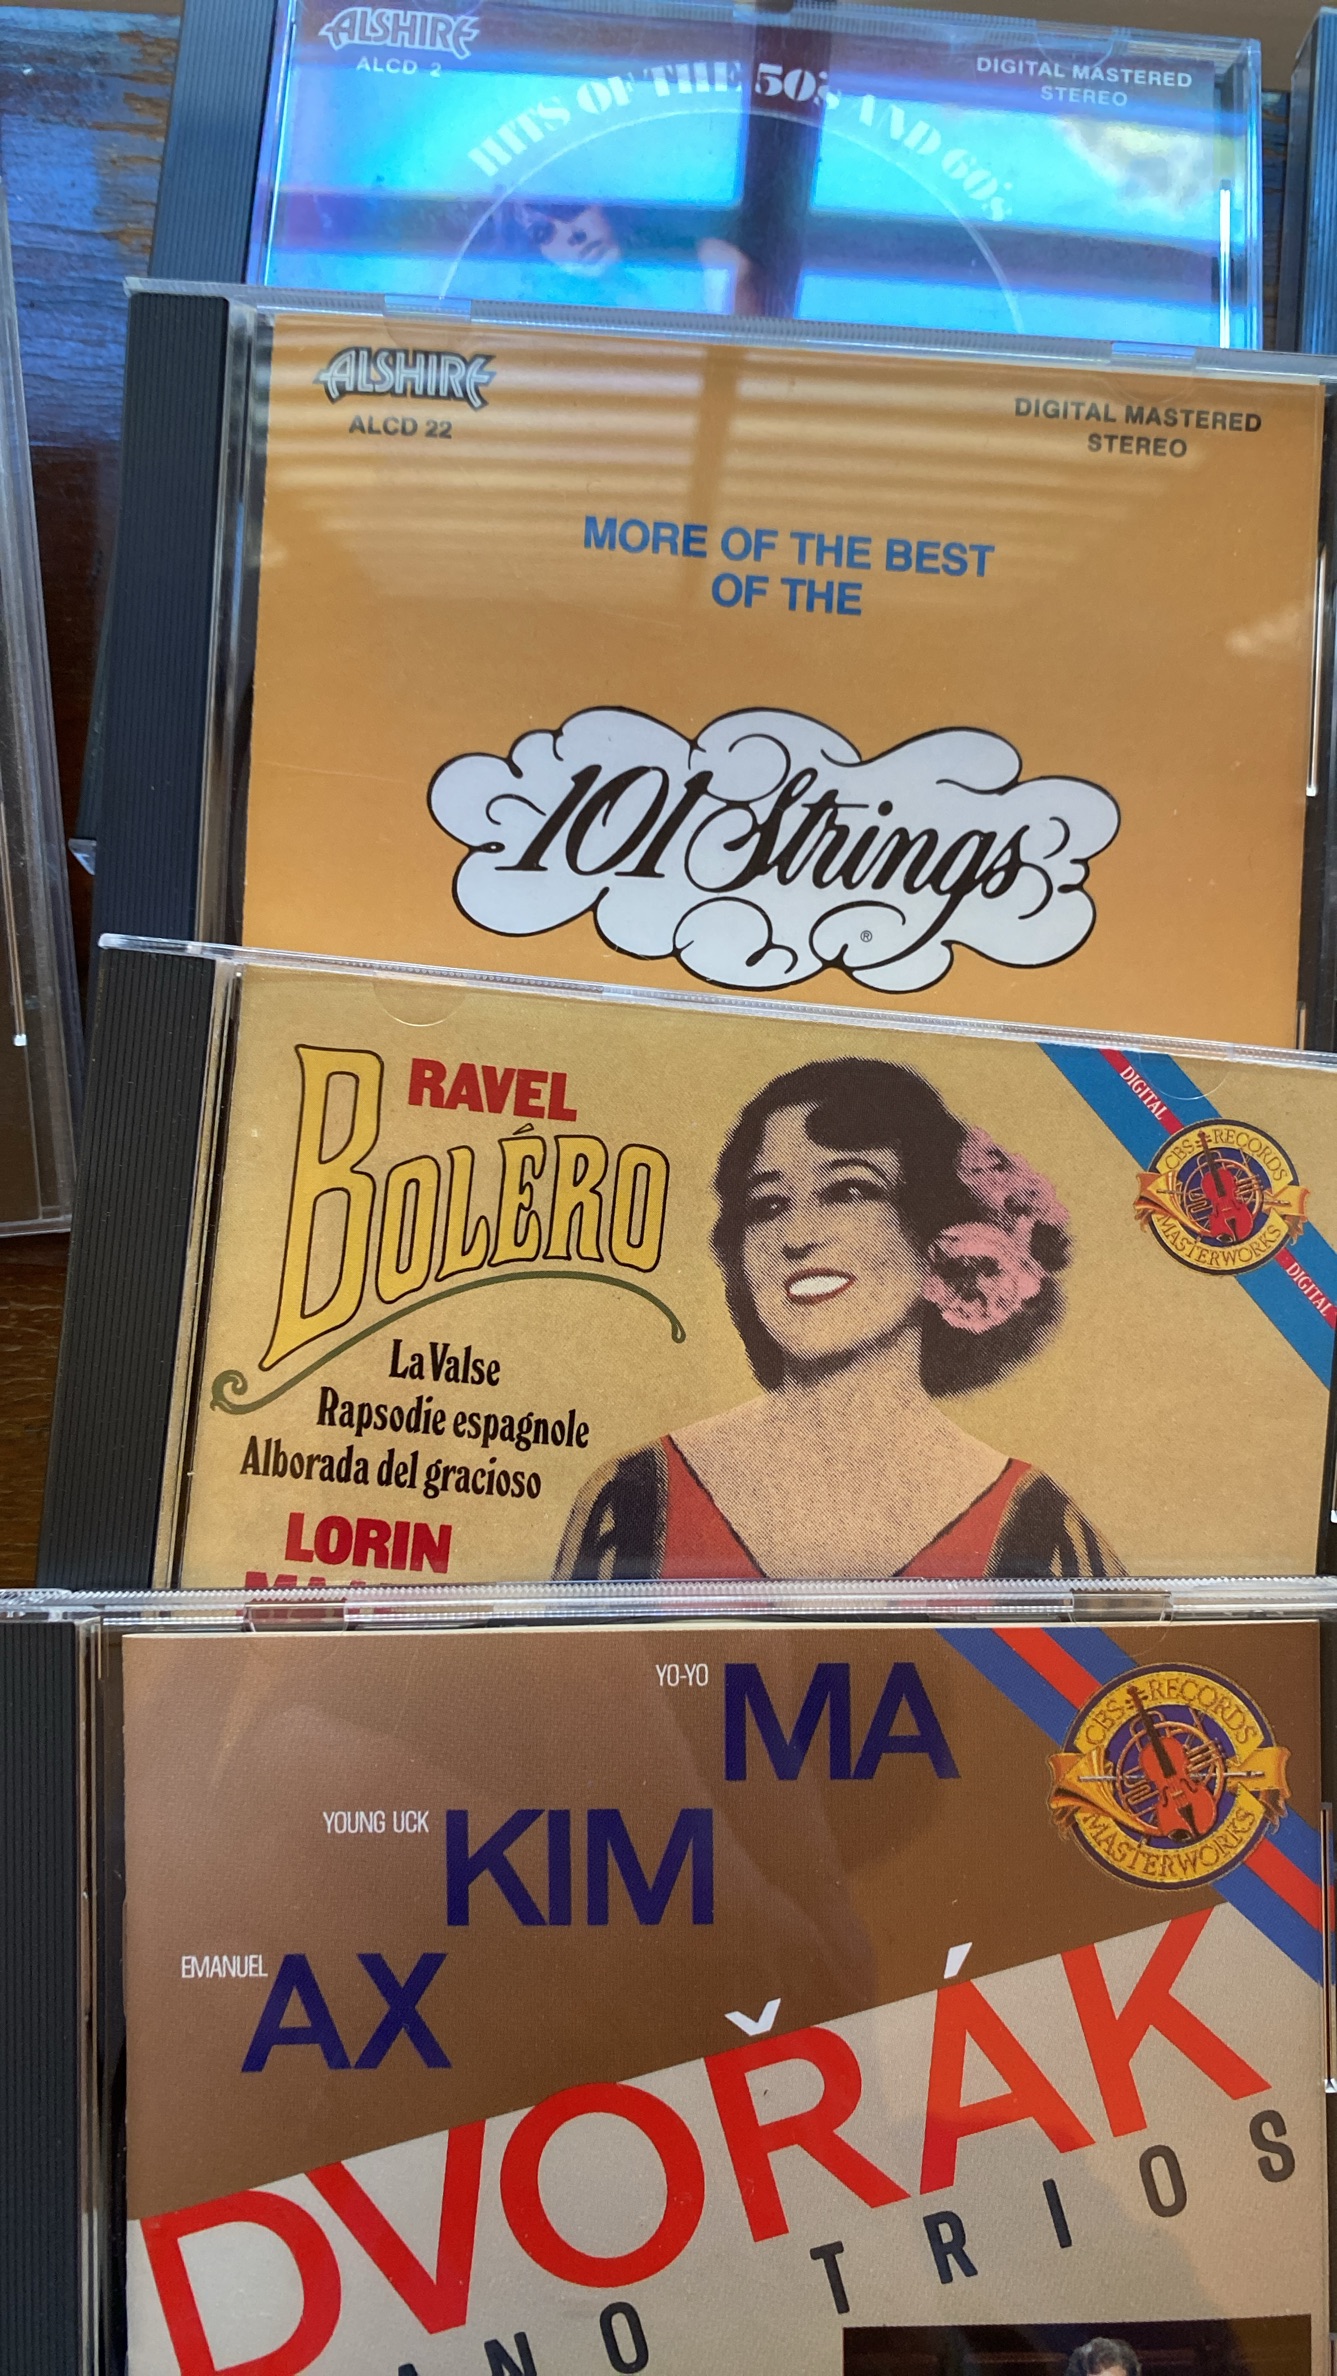 ALSHIRE
ALCD 2
HITS OF THE 50's AND 60's
DIGITAL MASTERED
STEREO
ALSHIRE
ALCD 22
DIGITAL MASTERED
STEREO
MORE OF THE BEST
OF THE
101 Strings
®
RAVEL
BOLÉRO
La Valse
Rapsodie espagnole
Alborada del gracioso
LORIN
DIGITAL
CBS RECORDS
MASTERWORKS
DIGITAL
YO-YO MA
YOUNG UCK KIM
EMANUEL AX
CBS RECORDS
MASTERWORKS
DVOŘÁK
TRIOS